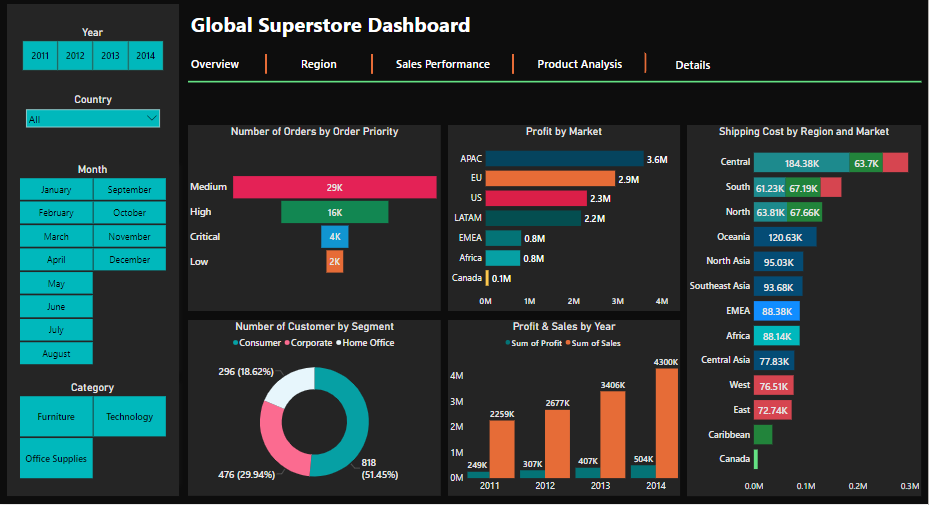 Global Superstore Dashboard
Overview
Region
Sales Performance
Product Analysis
Details
Year
2011 2012 2013 2014
Country
All
Month
January September
February October
March November
April December
May
June
July
August
Category
Furniture Technology
Office Supplies
Number of Orders by Order Priority
Medium 29K
High 16K
Critical 4K
Low 2K
Profit by Market
APAC 3.6M
EU 2.9M
US 2.3M
LATAM 2.2M
EMEA 0.8M
Africa 0.8M
Canada 0.1M
0M 1M 2M 3M 4M
Shipping Cost by Region and Market
Central 184.38K 63.7K
South 61.23K 67.19K
North 63.81K 67.66K
Oceania 120.63K
North Asia 95.03K
Southeast Asia 93.68K
EMEA 88.38K
Africa 88.14K
Central Asia 77.83K
West 76.51K
East 72.74K
Caribbean
Canada
0.0M 0.1M 0.2M 0.3M
Number of Customer by Segment
Consumer Corporate Home Office
296 (18.62%)
476 (29.94%)
818
(51.45%)
Profit & Sales by Year
Sum of Profit Sum of Sales
4M
3M
2M
1M
0M
249K 2259K
307K 2677K
407K 3406K
504K 4300K
2011 2012 2013 2014